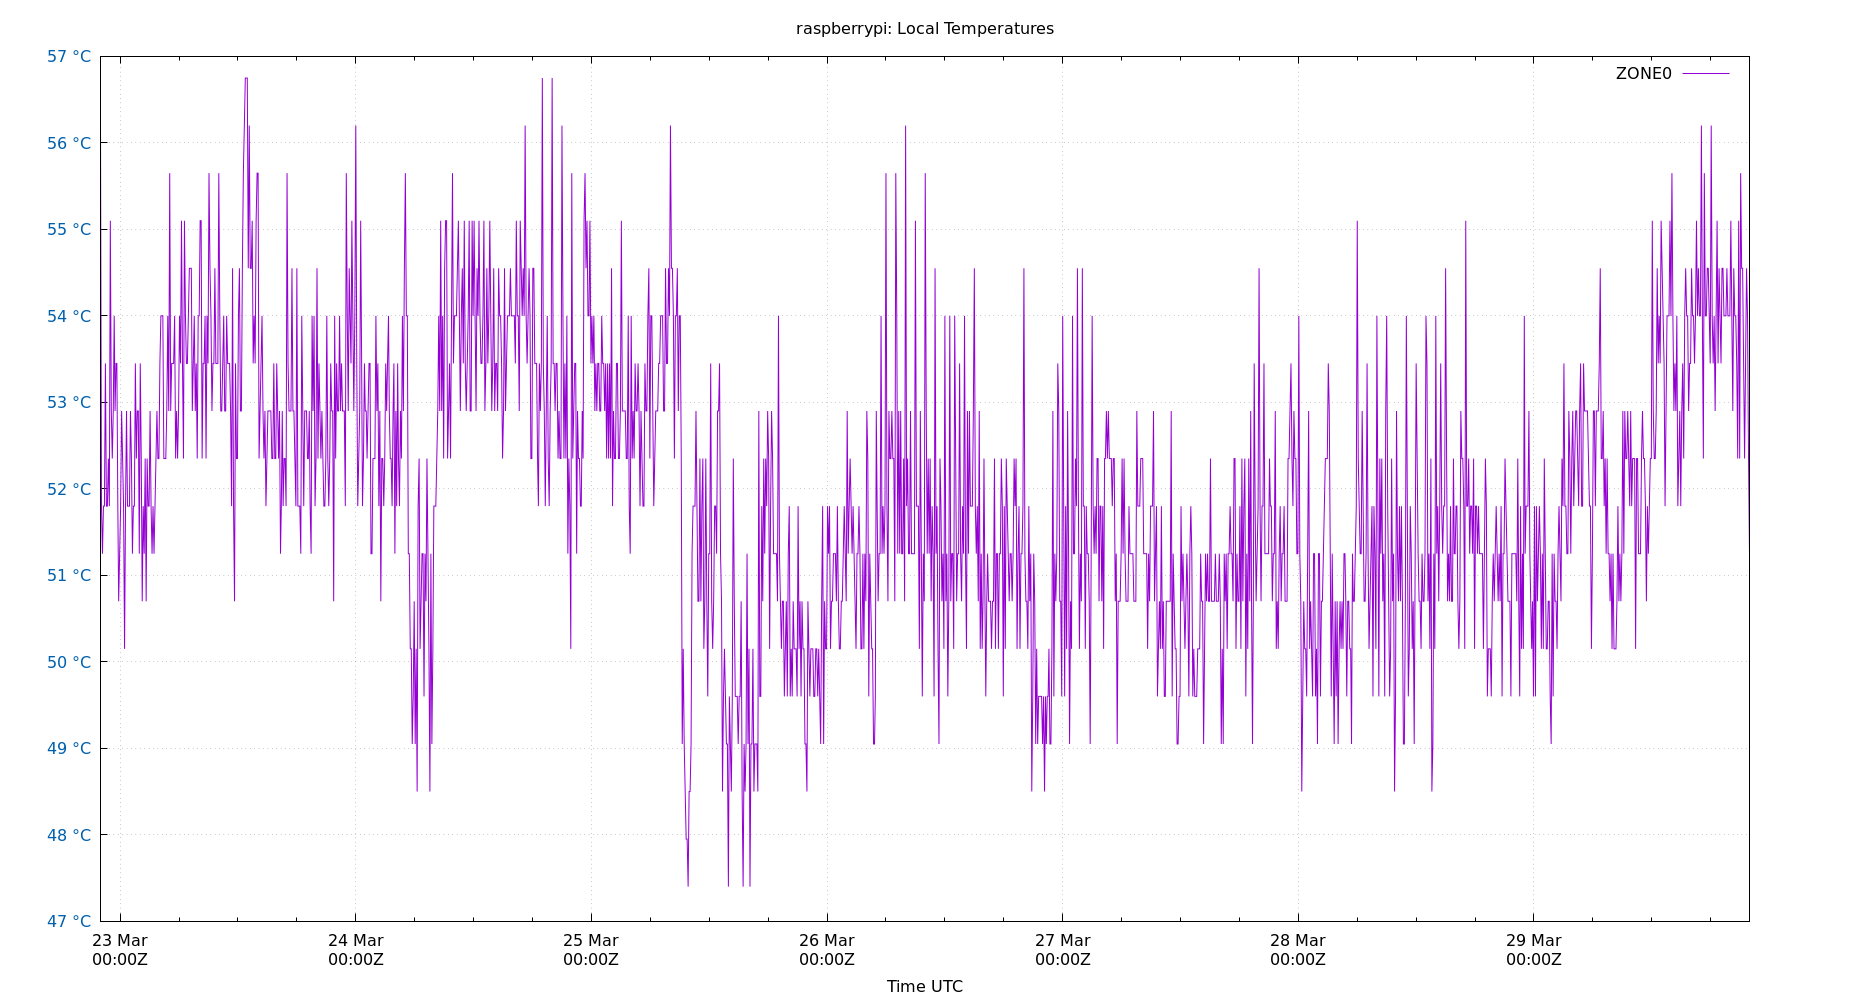 raspberrypi: Local Temperatures
57 °C
ZONE0
56 °C
55 °C
54 °C
53 °C
52 °C
51 °C
50 °C
49 °C
48 °C
47 °C
23 Mar 24 Mar 25 Mar 26 Mar 27 Mar 28 Mar 29 Mar
00:00Z 00:00Z 00:00Z 00:00Z 00:00Z 00:00Z 00:00Z
Time UTC